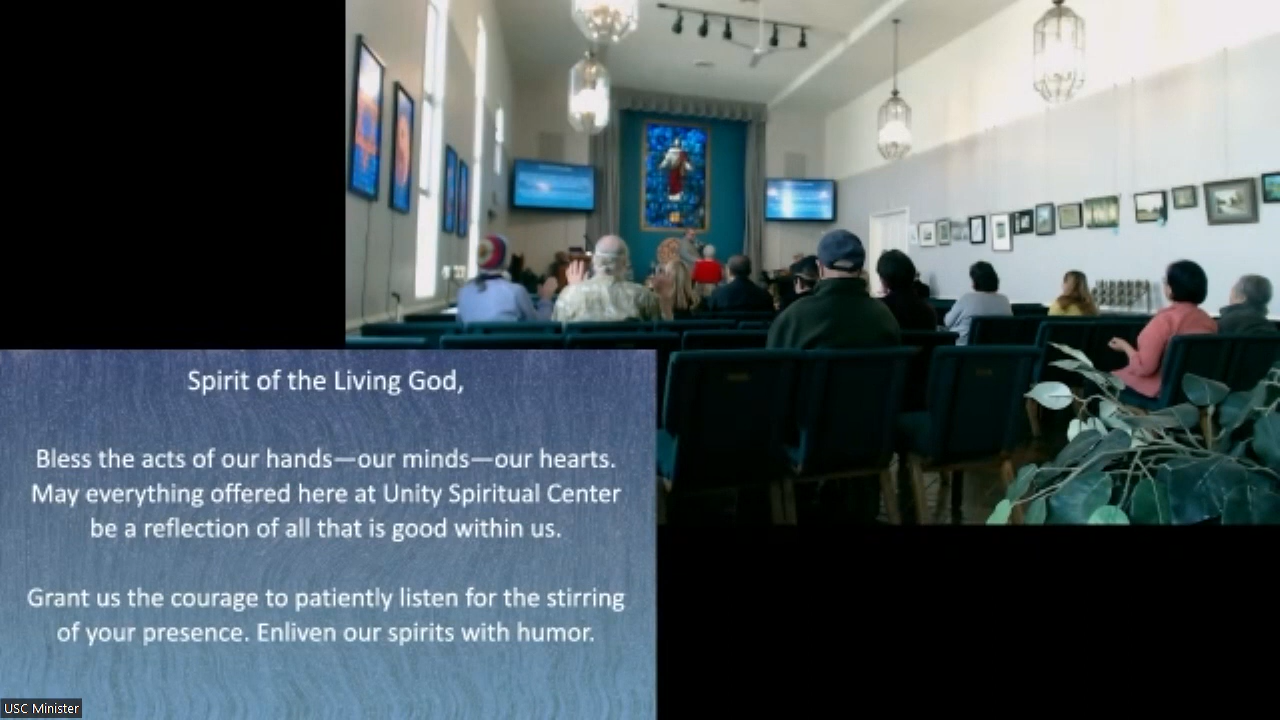 Spirit of the Living God,
Bless the acts of our hands—our minds—our hearts.
May everything offered here at Unity Spiritual Center
be a reflection of all that is good within us.
Grant us the courage to patiently listen for the stirring
of your presence. Enliven our spirits with humor.
USC Minister